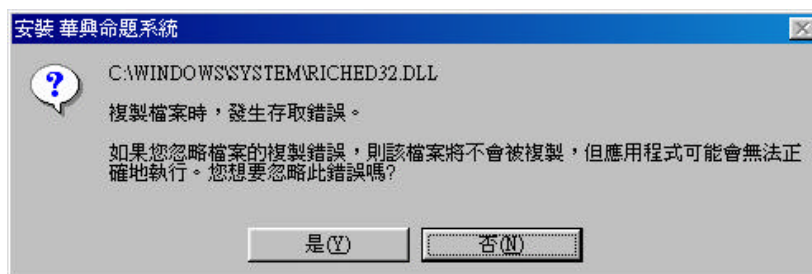 安裝 華興命題系統
C:\WINDOWS\SYSTEM\RICHED32.DLL
複製檔案時，發生存取錯誤。
如果您忽略檔案的複製錯誤，則該檔案將不會被複製，但應用程式可能會無法正
確地執行。您想要忽略此錯誤嗎?
是(Y)
否(N)